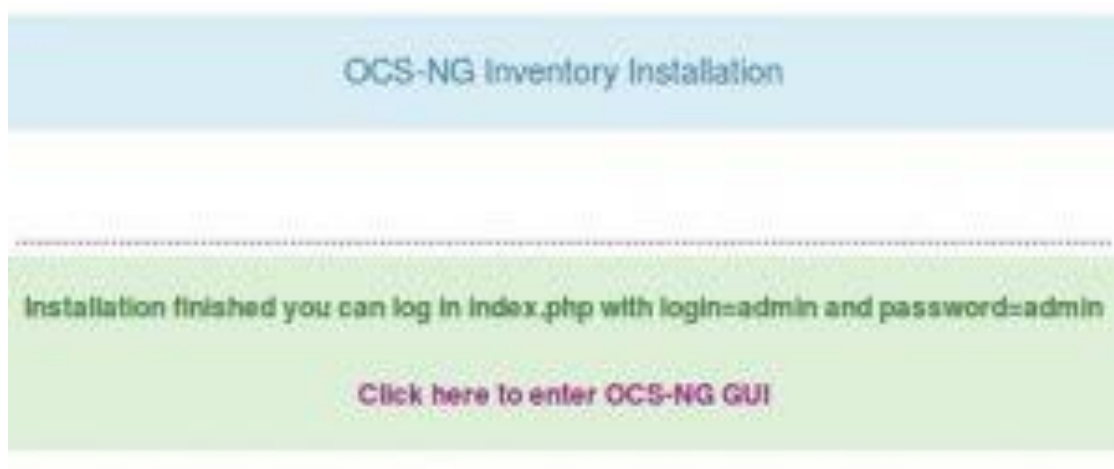 OCS-NG Inventory Installation
Installation finished you can log in index.php with login=admin and password=admin
Click here to enter OCS-NG GUI